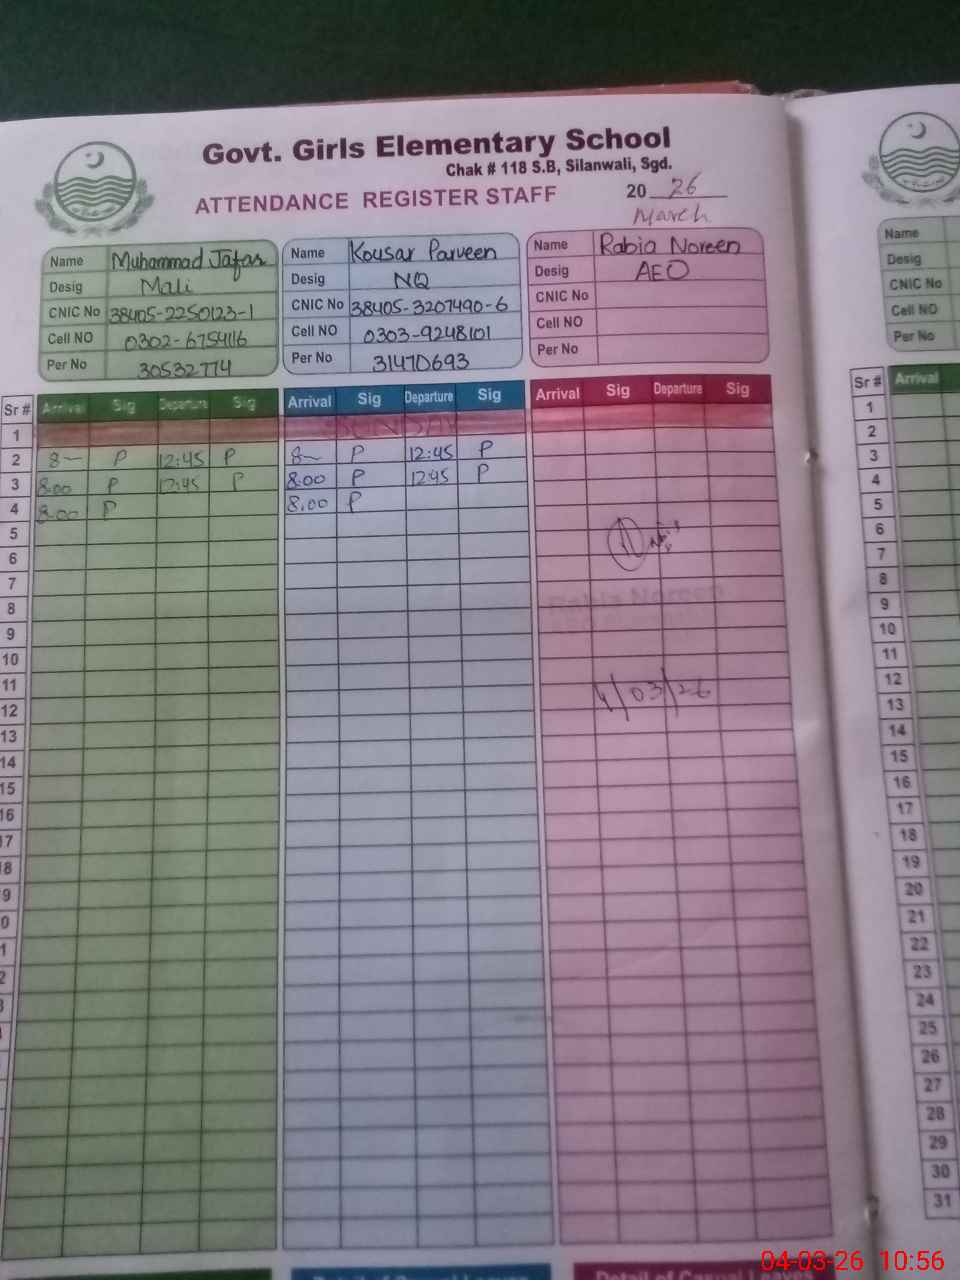 Govt. Girls Elementary School
Chak # 118 S.B, Silanwali, Sgd.
ATTENDANCE REGISTER STAFF
20 26
March
Name Muhammad Jafar
Desig Mali
CNIC No 38405-2250123-1
Cell NO 0302-6754116
Per No 30532774
Name Kousar Parveen
Desig NQ
CNIC No 38405-3207490-6
Cell NO 0303-9248101
Per No 31470693
Name Rabia Noreen
Desig AEO
CNIC No
Cell NO
Per No
Name
Desig
CNIC No
Cell NO
Per No
Sr # Arrival Sig Departure Sig Arrival Sig Departure Sig Arrival Sig Departure Sig
1 SUNDAY
2 8~ P 12:45 P 8~ P 12:45 P
3 8.00 P 12:45 P 8.00 P 12 45 P
4 8.00 P 8.00 P
5
6
7
8
9
10
11
12
13
14
15
16
17
18
19
4/03/26
Sr # Arrival
1
2
3
4
5
6
7
8
9
10
11
12
13
14
15
16
17
18
19
20
21
22
23
24
25
26
27
28
29
30
31
04-03-26 10:56